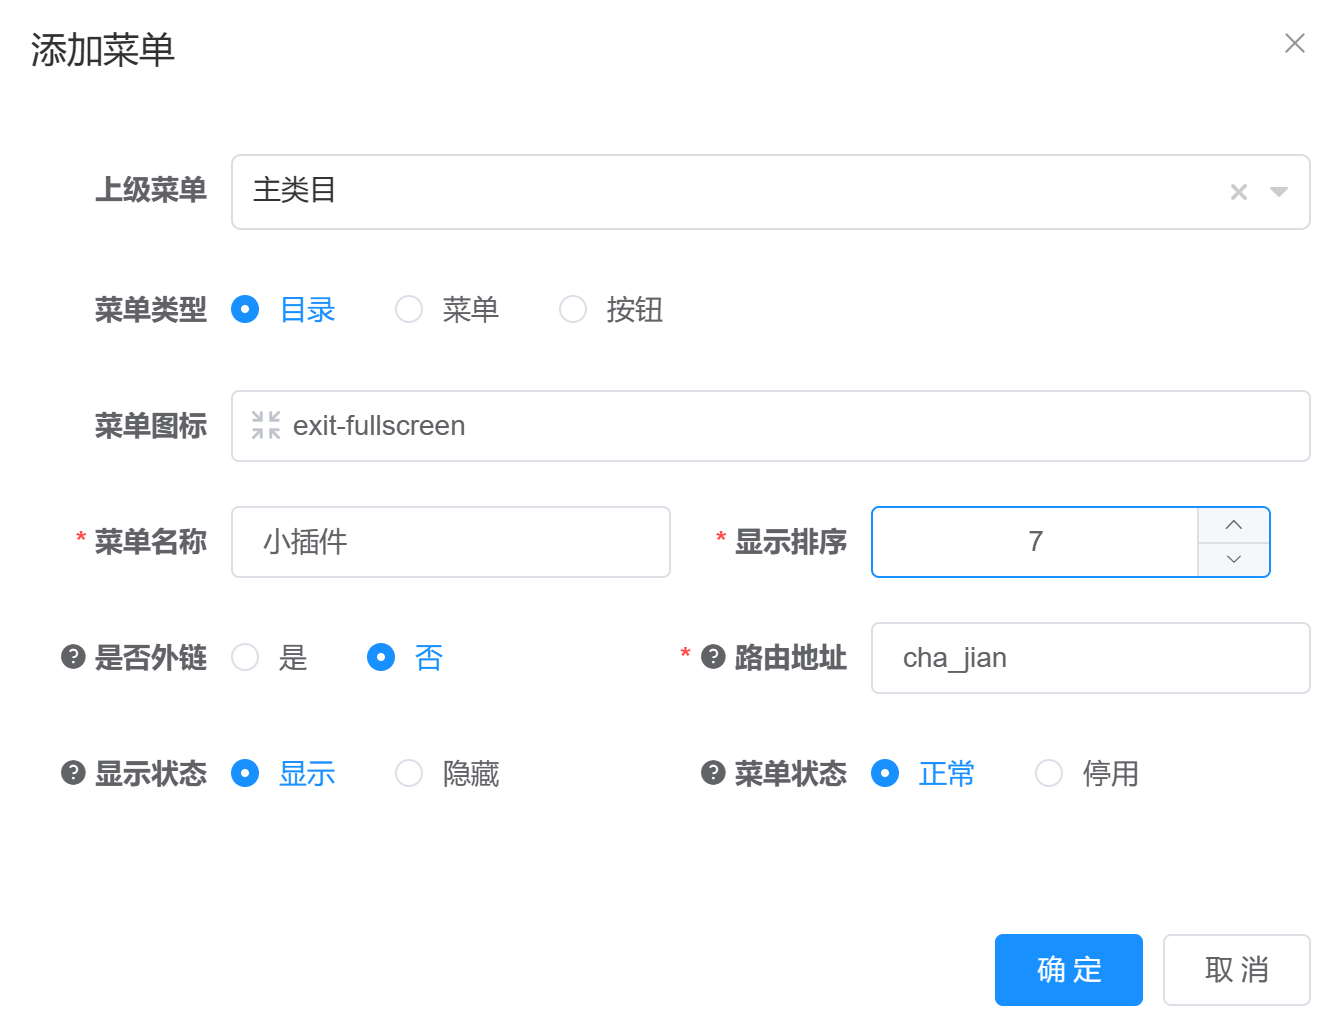 添加菜单
上级菜单 主类目
菜单类型 目录 菜单 按钮
菜单图标 exit-fullscreen
* 菜单名称 小插件 * 显示排序 7
? 是否外链 是 否 * ? 路由地址 cha_jian
? 显示状态 显示 隐藏 ? 菜单状态 正常 停用
确 定 取 消